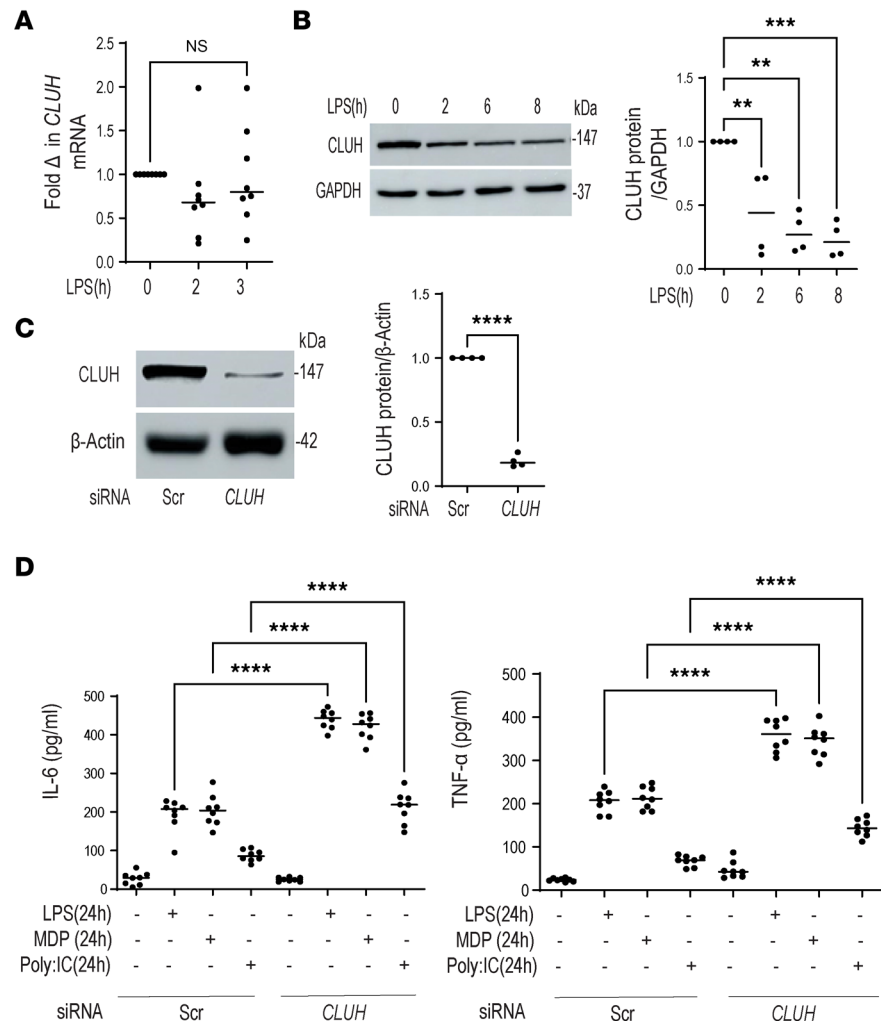 A
NS
2.5
2.0
1.5
1.0
0.5
0.0
Fold Δ in CLUH
mRNA
LPS(h) 0 2 3
B
LPS(h) 0 2 6 8 kDa
CLUH -147
GAPDH -37
***
**
**
1.5
1.0
0.5
0.0
CLUH protein
/GAPDH
LPS(h) 0 2 6 8
C
kDa
CLUH -147
β-Actin -42
siRNA Scr CLUH
****
1.5
1.0
0.5
0.0
CLUH protein/β-Actin
siRNA Scr CLUH
D
****
****
****
500
400
300
200
100
0
IL-6 (pg/ml)
LPS(24h) - + - - - + - -
MDP (24h) - - + - - - + -
Poly:IC(24h) - - - + - - - +
siRNA Scr CLUH
****
****
****
500
400
300
200
100
0
TNF-α (pg/ml)
LPS(24h) - + - - - + - -
MDP (24h) - - + - - - + -
Poly:IC(24h) - - - + - - - +
siRNA Scr CLUH